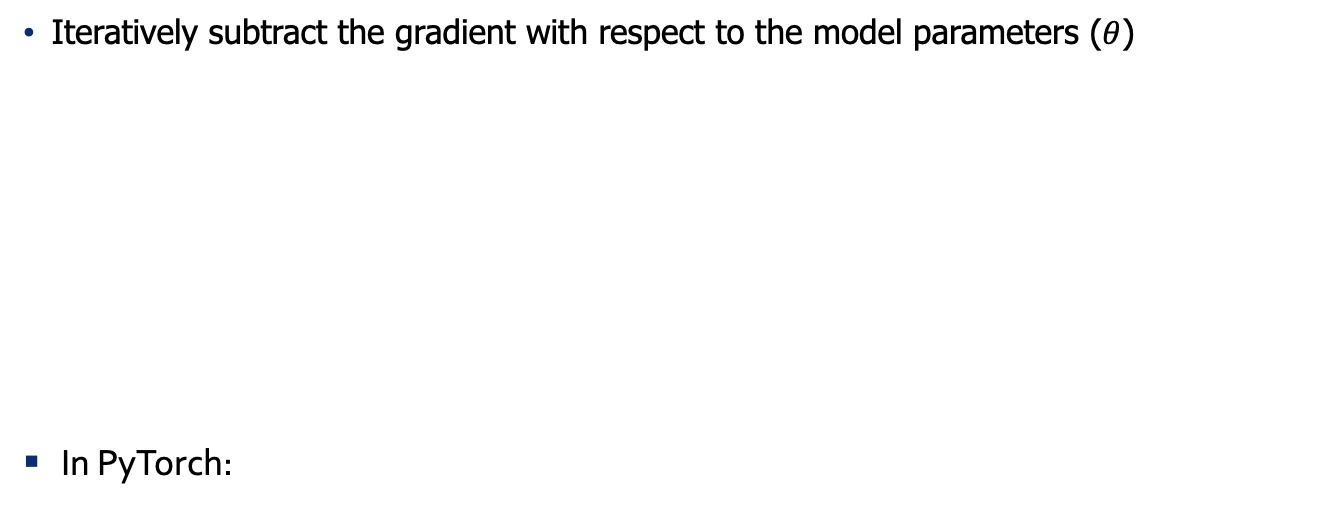 • Iteratively subtract the gradient with respect to the model parameters (θ)
▪ In PyTorch: